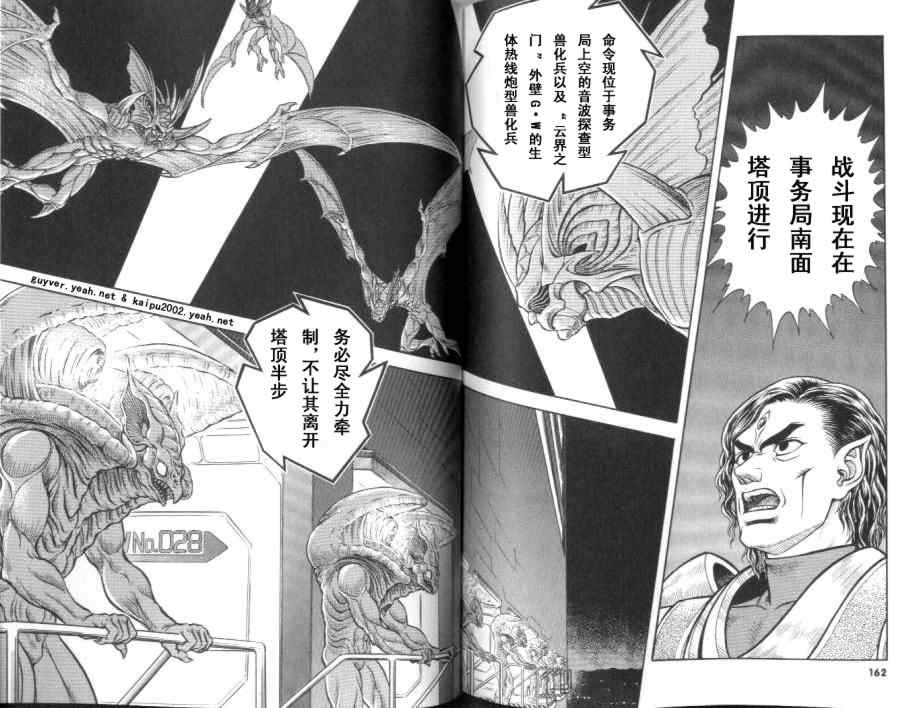 战斗现在在
事务局南面
塔顶进行
命令现位于事务
局上空的音波探查型
兽化兵以及“云界之
门”外壁G·W的生
体热线炮型兽化兵
guyver.yeah.net & kaipu2002.yeah.net
务必尽全力牵
制,不让其离开
塔顶半步
No.028
162